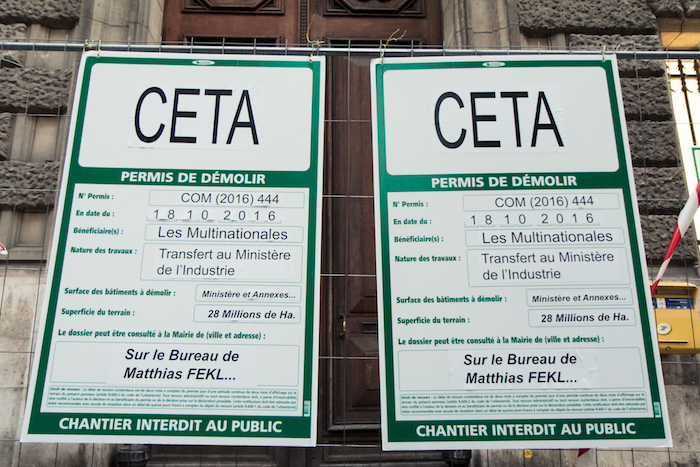 CETA
PERMIS DE DÉMOLIR
N° Permis : COM (2016) 444
En date du : 18 10 2016
Bénéficiaire(s) : Les Multinationales
Nature des travaux : Transfert au Ministère
de l'Industrie
Surface des bâtiments à démolir : Ministère et Annexes...
Superficie du terrain : 28 Millions de Ha.
Le dossier peut être consulté à la Mairie de (ville et adresse) :
Sur le Bureau de
Matthias FEKL...
CHANTIER INTERDIT AU PUBLIC
CETA
PERMIS DE DÉMOLIR
N° Permis : COM (2016) 444
En date du : 18 10 2016
Bénéficiaire(s) : Les Multinationales
Nature des travaux : Transfert au Ministère
de l'Industrie
Surface des bâtiments à démolir : Ministère et Annexes...
Superficie du terrain : 28 Millions de Ha.
Le dossier peut être consulté à la Mairie de (ville et adresse) :
Sur le Bureau de
Matthias FEKL...
CHANTIER INTERDIT AU PUBLIC